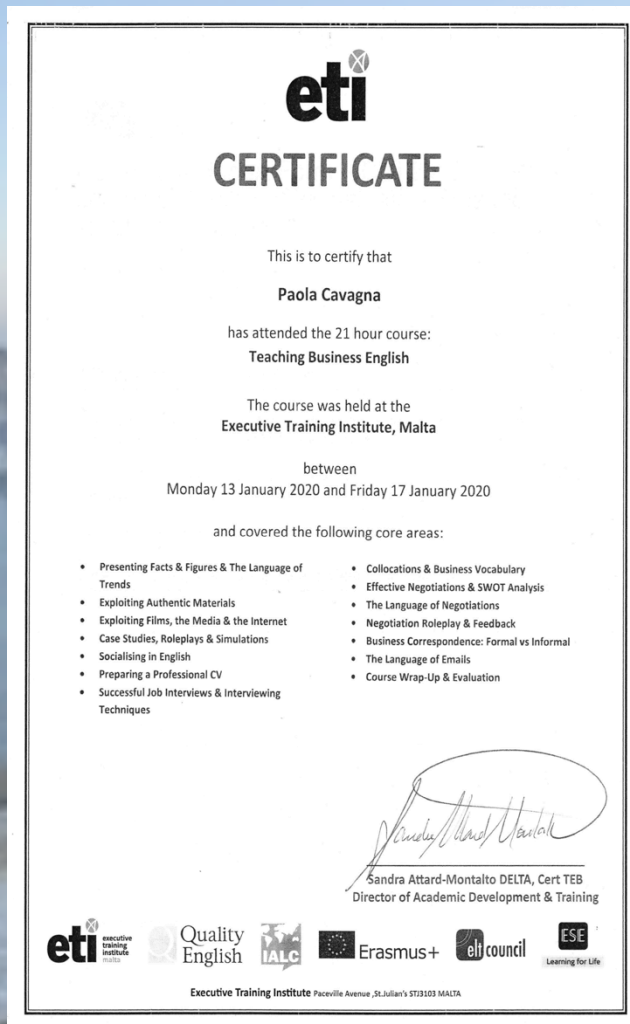 eti
CERTIFICATE
This is to certify that
Paola Cavagna
has attended the 21 hour course:
Teaching Business English
The course was held at the
Executive Training Institute, Malta
between
Monday 13 January 2020 and Friday 17 January 2020
and covered the following core areas:
• Presenting Facts & Figures & The Language of
Trends
• Exploiting Authentic Materials
• Exploiting Films, the Media & the Internet
• Case Studies, Roleplays & Simulations
• Socialising in English
• Preparing a Professional CV
• Successful Job Interviews & Interviewing
Techniques
• Collocations & Business Vocabulary
• Effective Negotiations & SWOT Analysis
• The Language of Negotiations
• Negotiation Roleplay & Feedback
• Business Correspondence: Formal vs Informal
• The Language of Emails
• Course Wrap-Up & Evaluation
Sandra Attard-Montalto DELTA, Cert TEB
Director of Academic Development & Training
eti executive
training
institute
malta
Quality
English
IALC
Erasmus+
elt council
ESE
Learning for Life
Executive Training Institute Paceville Avenue ,St.Julian's STJ3103 MALTA